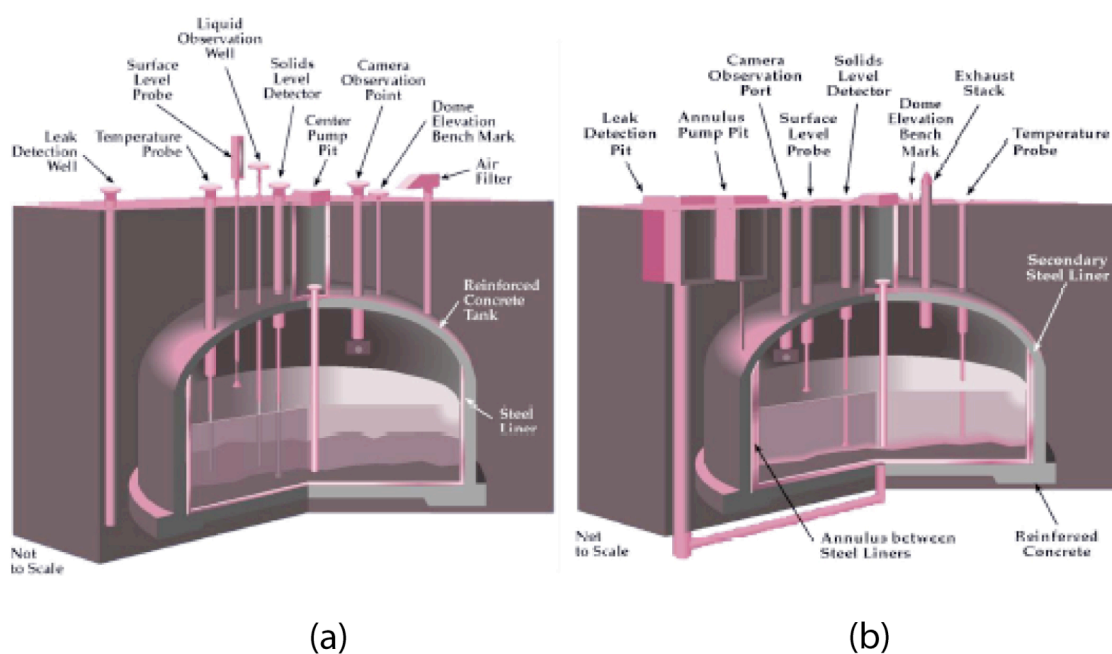 Liquid
Observation
Well
Surface
Level
Probe
Solids
Level
Detector
Camera
Observation
Point
Dome
Elevation
Bench Mark
Leak
Detection
Well
Temperature
Probe
Center
Pump
Pit
Air
Filter
Reinforced
Concrete
Tank
Steel
Liner
Not
to Scale
(a)
Camera
Observation
Port
Solids
Level
Detector
Exhaust
Stack
Leak
Detection
Pit
Annulus
Pump Pit
Surface
Level
Probe
Dome
Elevation
Bench
Mark
Temperature
Probe
Secondary
Steel Liner
Not
to Scale
Annulus between
Steel Liners
Reinforced
Concrete
(b)